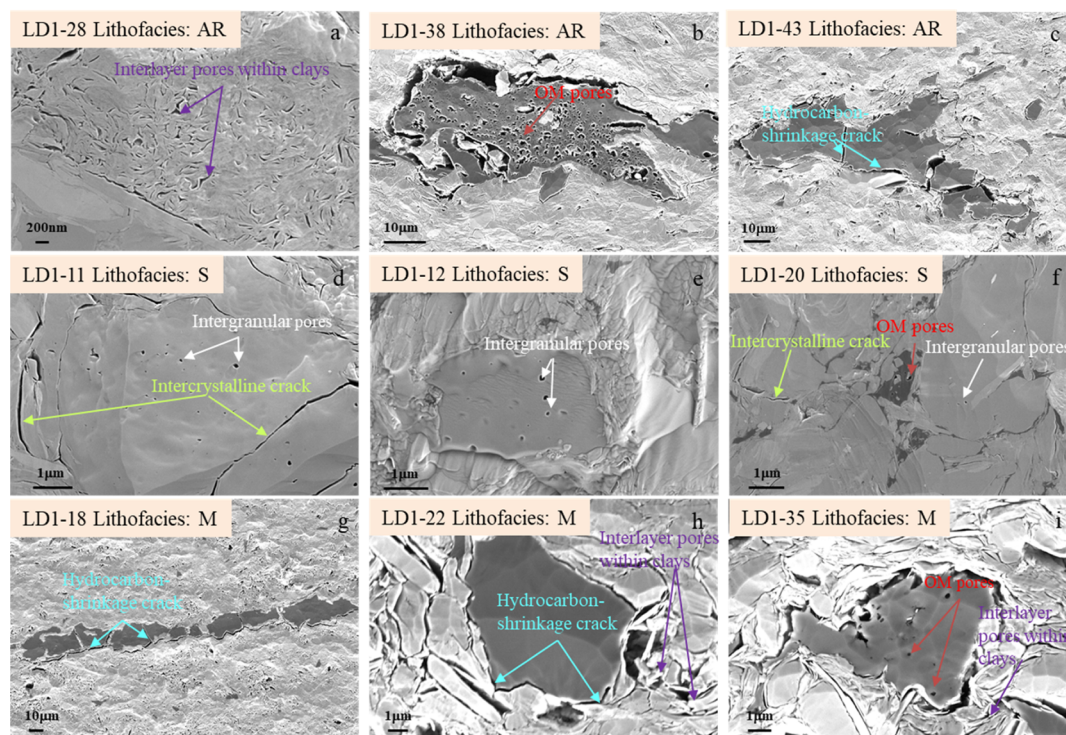 LD1-28 Lithofacies: AR
a
Interlayer pores within clays
200nm
LD1-38 Lithofacies: AR
b
OM pores
10μm
LD1-43 Lithofacies: AR
c
Hydrocarbon-
shrinkage crack
10μm
LD1-11 Lithofacies: S
d
Intergranular pores
Intercrystalline crack
1μm
LD1-12 Lithofacies: S
e
Intergranular pores
1μm
LD1-20 Lithofacies: S
f
OM pores
Intercrystalline crack
Intergranular pores
1μm
LD1-18 Lithofacies: M
g
Hydrocarbon-
shrinkage crack
10μm
LD1-22 Lithofacies: M
h
Interlayer pores
within clays
Hydrocarbon-
shrinkage crack
1μm
LD1-35 Lithofacies: M
i
OM pores
Interlayer
pores within
clays
1μm